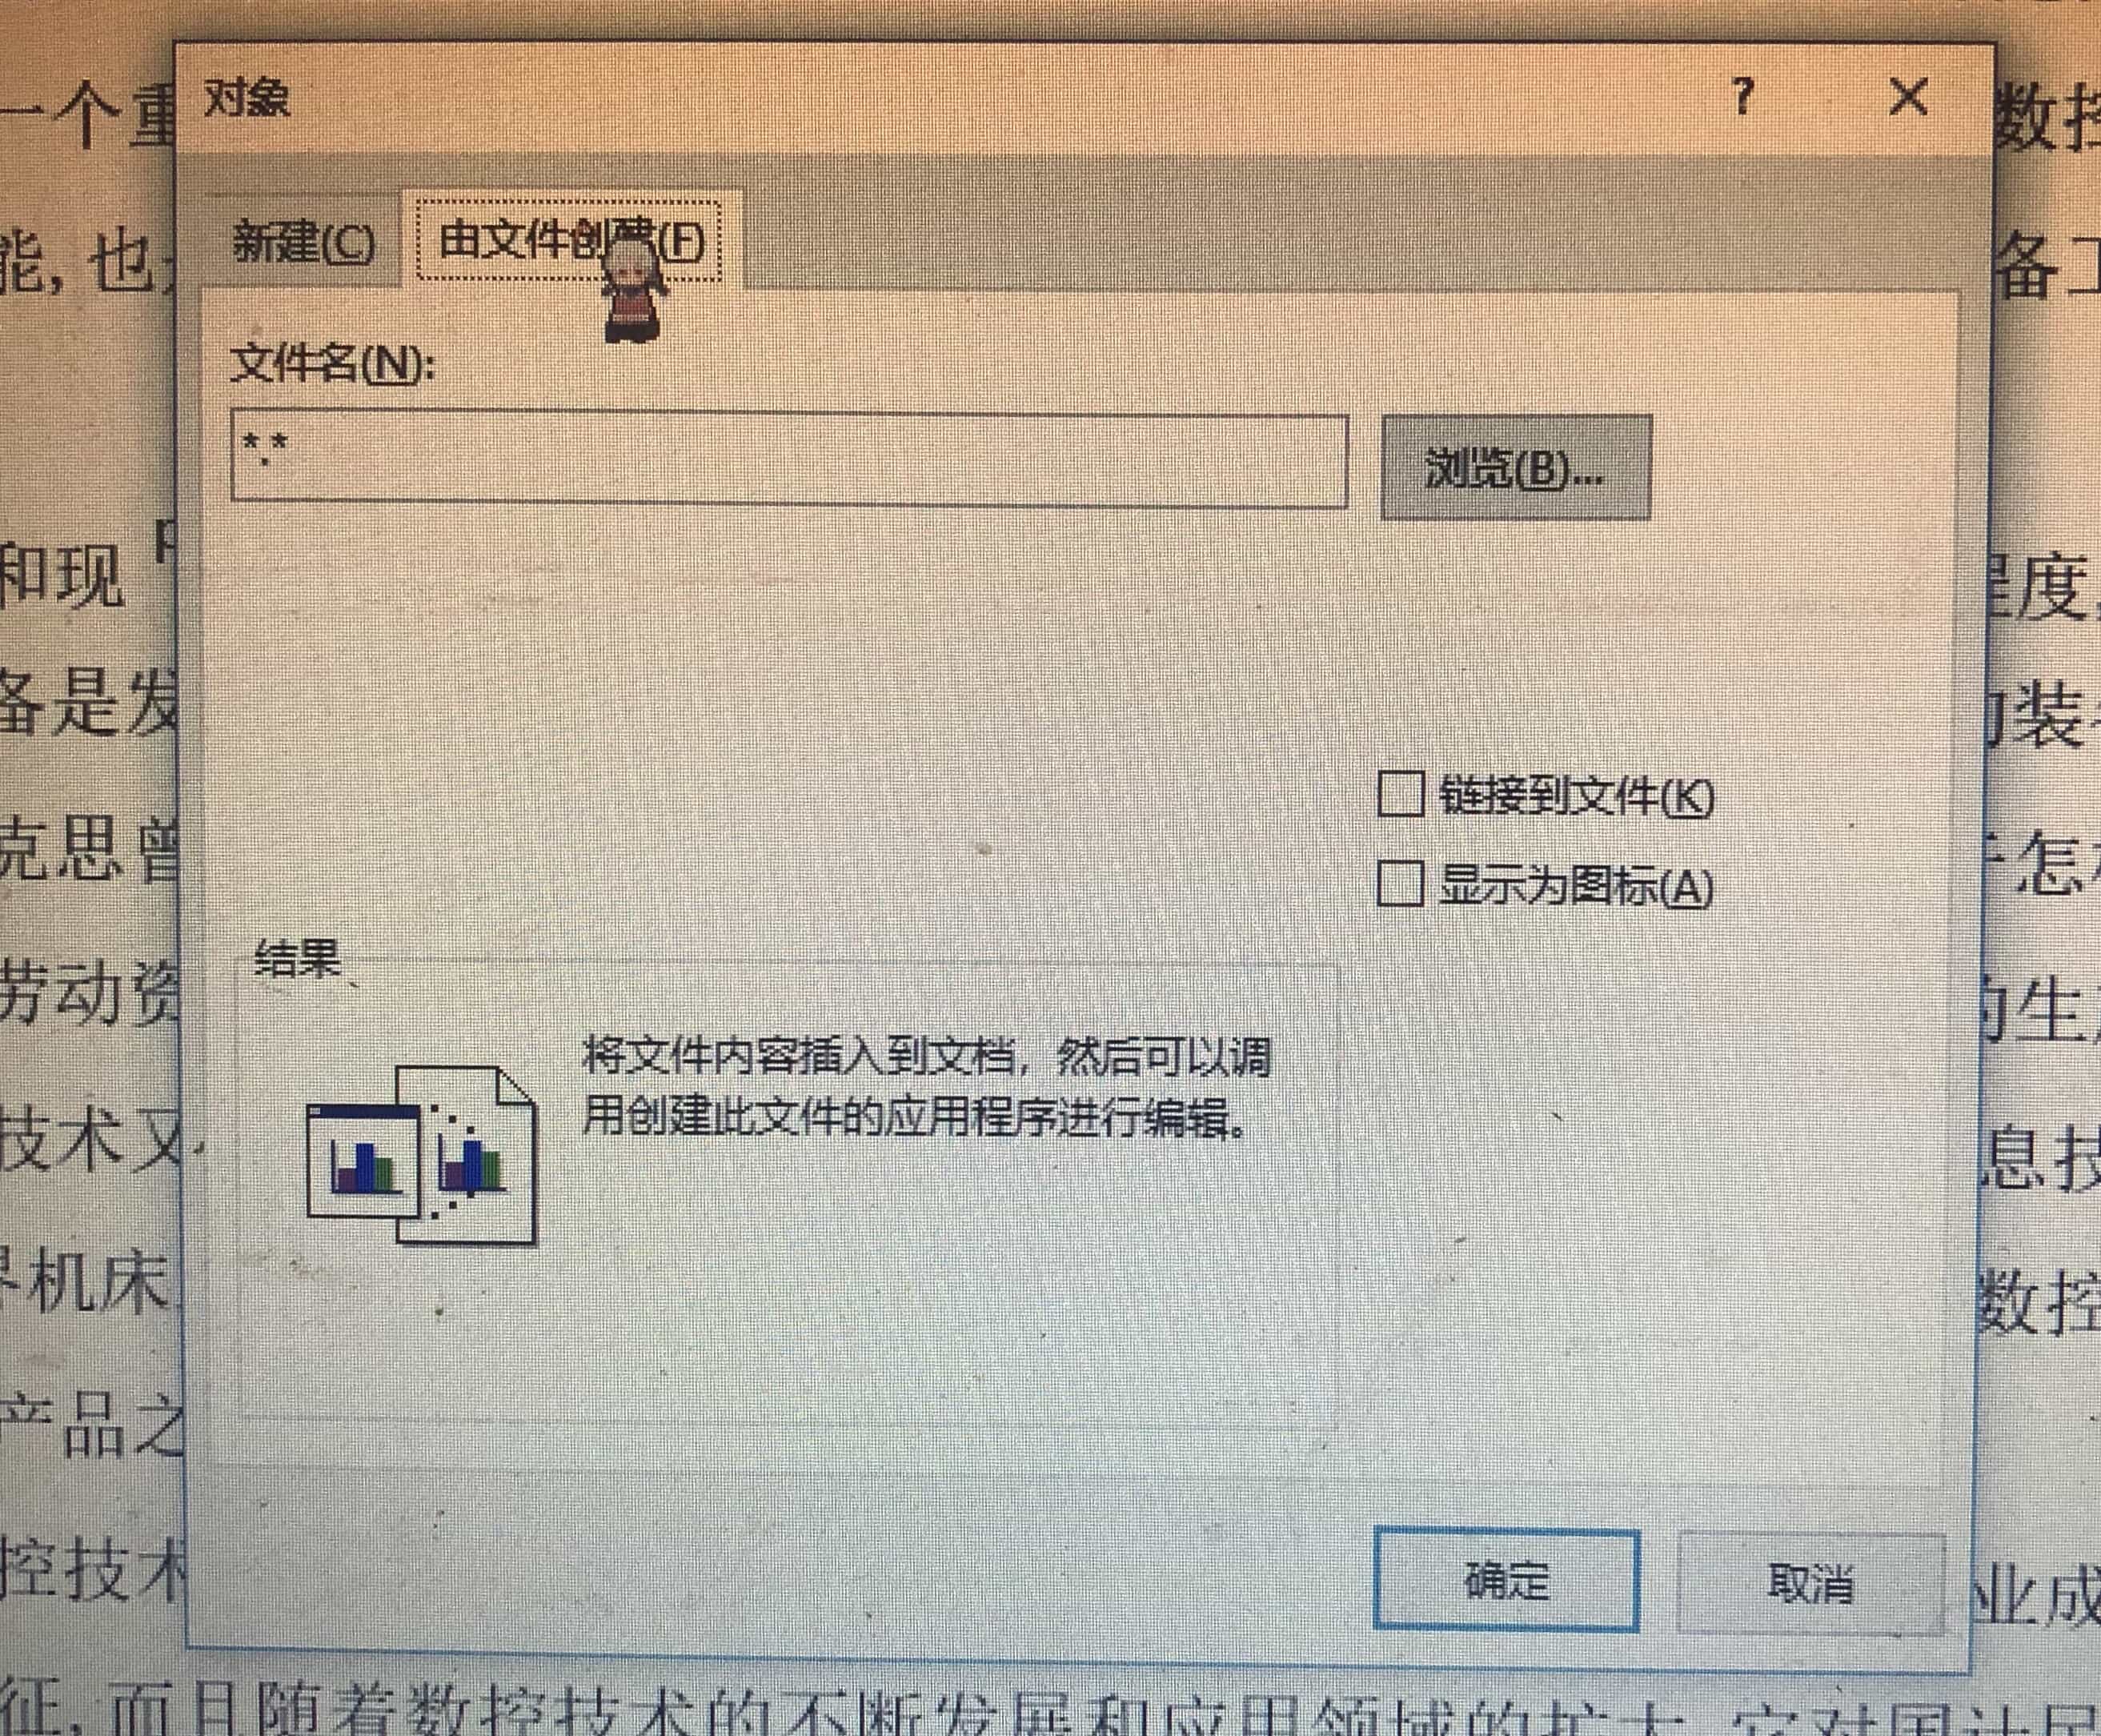 对象
一个重
数控
新建(C) 由文件创建(F)
能, 也
备
文件名(N):
*.*
浏览(B)...
和现
程度
备是发
的装
链接到文件(K)
克思曾
怎
显示为图标(A)
结果
劳动资
的生
将文件内容插入到文档，然后可以调
用创建此文件的应用程序进行编辑。
技术又
息技
界机床
数控
产品之
确定
取消
控技术
业成
征, 而且随着数控技术的不断发展和应用领域的扩大